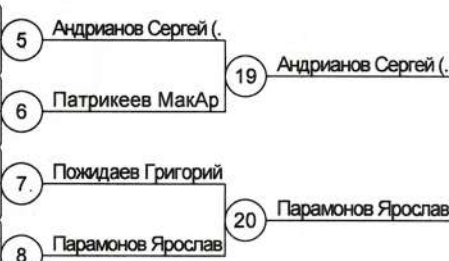 5 Андрианов Сергей (.
19 Андрианов Сергей (.
6 Патрикеев МакАр
7. Пожидаев Григорий
20 Парамонов Ярослав
8 Парамонов Ярослав